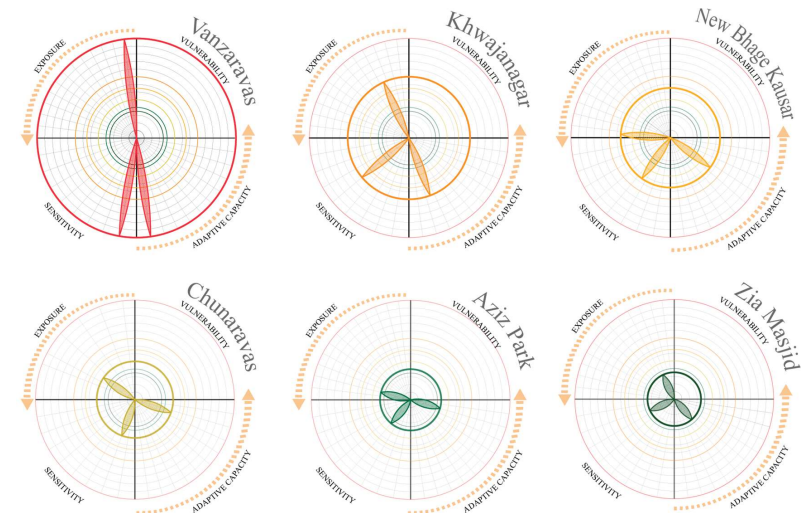 EXPOSURE
VULNERABILITY
Vanzaravas
SENSITIVITY
ADAPTIVE CAPACITY
EXPOSURE
VULNERABILITY
Khwajanagar
SENSITIVITY
ADAPTIVE CAPACITY
EXPOSURE
VULNERABILITY
New Bhage Kausar
SENSITIVITY
ADAPTIVE CAPACITY
EXPOSURE
VULNERABILITY
Chunaravas
SENSITIVITY
ADAPTIVE CAPACITY
EXPOSURE
VULNERABILITY
Aziz Park
SENSITIVITY
ADAPTIVE CAPACITY
EXPOSURE
VULNERABILITY
Zia Masjid
SENSITIVITY
ADAPTIVE CAPACITY